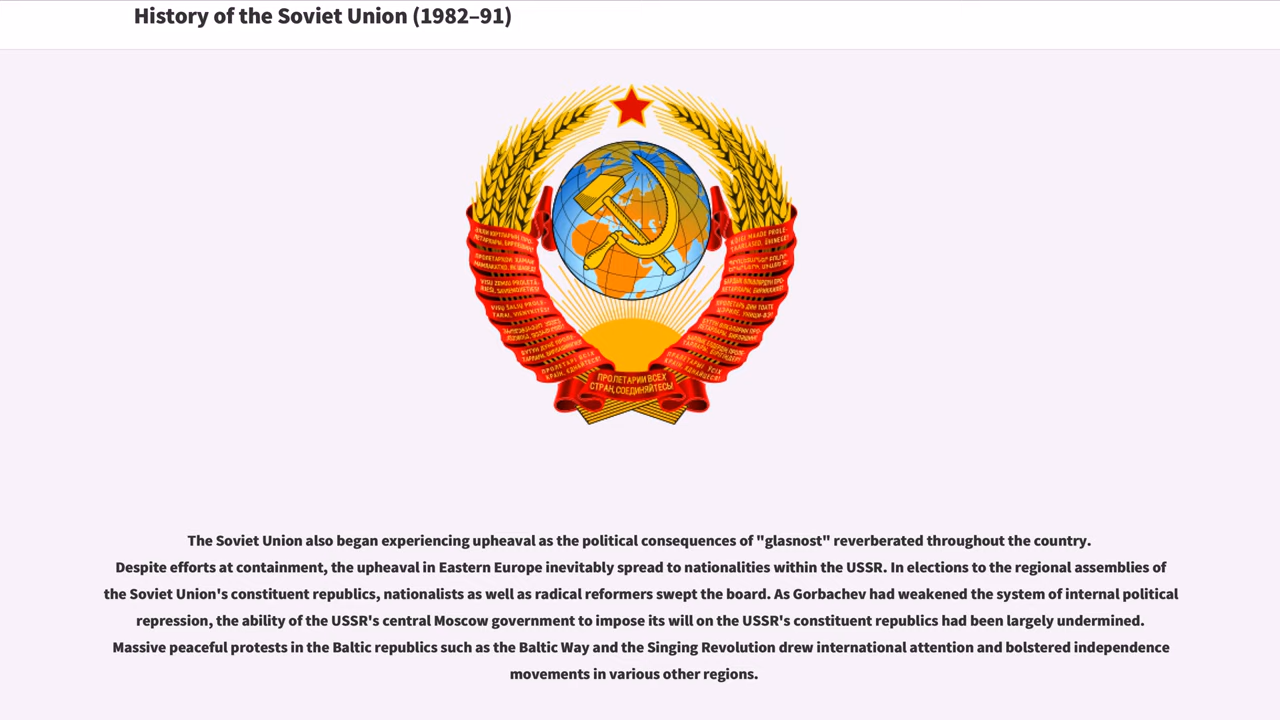 History of the Soviet Union (1982–91)
ПРОЛЕТАРИИ ВСЕХ
СТРАН, СОЕДИНЯЙТЕСЬ!
The Soviet Union also began experiencing upheaval as the political consequences of "glasnost" reverberated throughout the country.
Despite efforts at containment, the upheaval in Eastern Europe inevitably spread to nationalities within the USSR. In elections to the regional assemblies of
the Soviet Union's constituent republics, nationalists as well as radical reformers swept the board. As Gorbachev had weakened the system of internal political
repression, the ability of the USSR's central Moscow government to impose its will on the USSR's constituent republics had been largely undermined.
Massive peaceful protests in the Baltic republics such as the Baltic Way and the Singing Revolution drew international attention and bolstered independence
movements in various other regions.